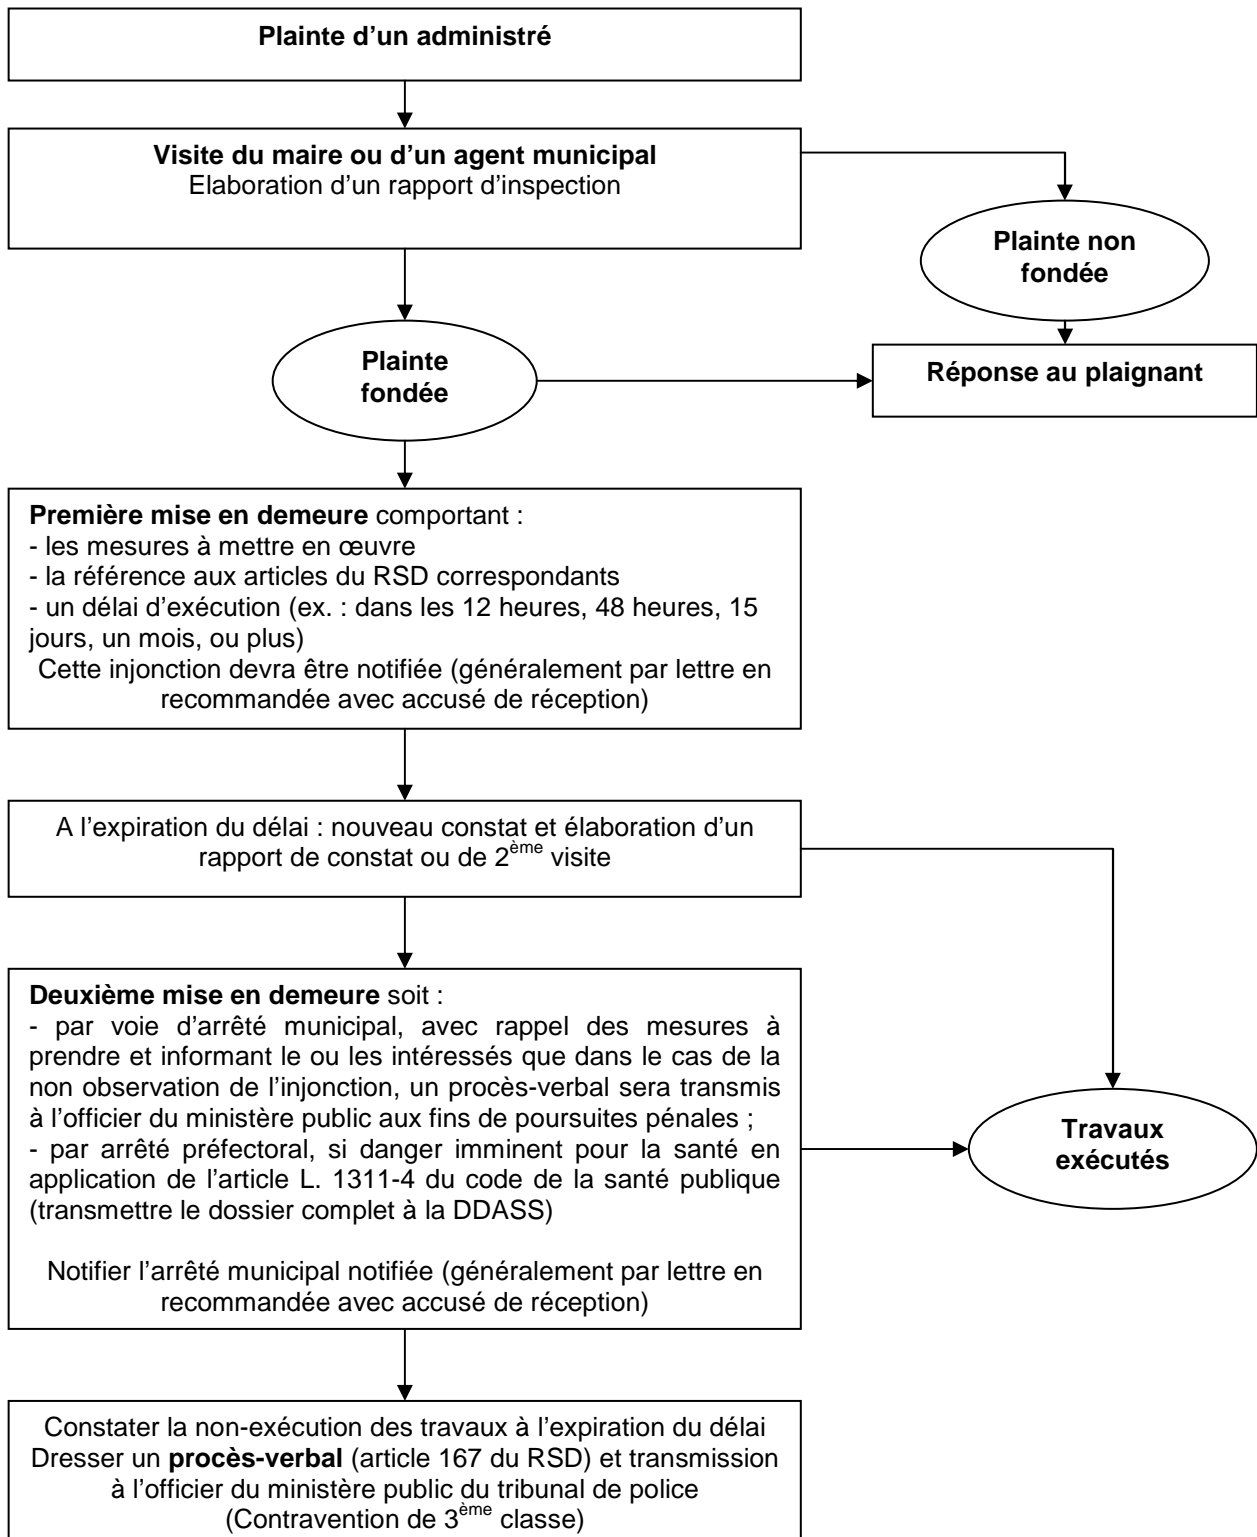 Plainte d’un administré
Visite du maire ou d’un agent municipal
Elaboration d’un rapport d’inspection
Plainte non
fondée
Plainte
fondée
Réponse au plaignant
Première mise en demeure comportant :
- les mesures à mettre en œuvre
- la référence aux articles du RSD correspondants
- un délai d’exécution (ex. : dans les 12 heures, 48 heures, 15
jours, un mois, ou plus)
Cette injonction devra être notifiée (généralement par lettre en
recommandée avec accusé de réception)
A l’expiration du délai : nouveau constat et élaboration d’un
rapport de constat ou de 2ème visite
Deuxième mise en demeure soit :
- par voie d’arrêté municipal, avec rappel des mesures à
prendre et informant le ou les intéressés que dans le cas de la
non observation de l’injonction, un procès-verbal sera transmis
à l’officier du ministère public aux fins de poursuites pénales ;
- par arrêté préfectoral, si danger imminent pour la santé en
application de l’article L. 1311-4 du code de la santé publique
(transmettre le dossier complet à la DDASS)
Notifier l’arrêté municipal notifiée (généralement par lettre en
recommandée avec accusé de réception)
Travaux
exécutés
Constater la non-exécution des travaux à l’expiration du délai
Dresser un procès-verbal (article 167 du RSD) et transmission
à l’officier du ministère public du tribunal de police
(Contravention de 3ème classe)